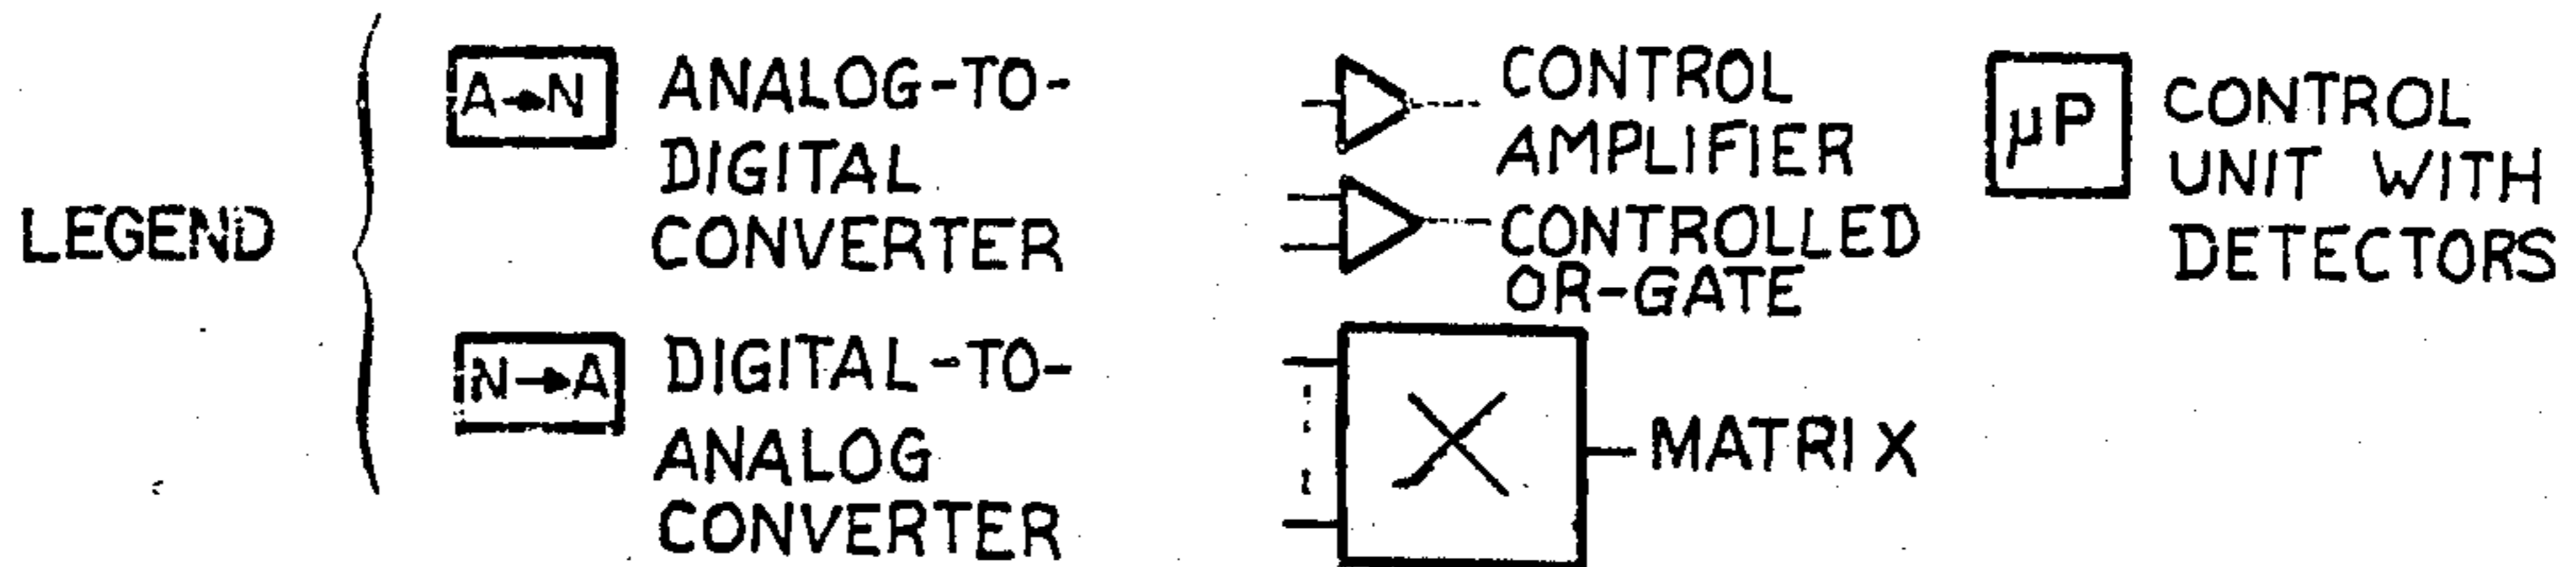 LEGEND
A→N
ANALOG-TO-
DIGITAL
CONVERTER
N→A
DIGITAL-TO-
ANALOG
CONVERTER
CONTROL
AMPLIFIER
CONTROLLED
OR-GATE
MATRIX
μP
CONTROL
UNIT WITH
DETECTORS